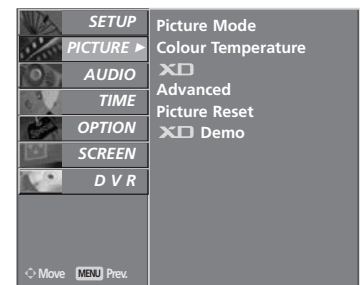 SETUP
PICTURE ►
AUDIO
TIME
OPTION
SCREEN
D V R
Picture Mode
Colour Temperature
XD
Advanced
Picture Reset
XD Demo
Move MENU Prev.